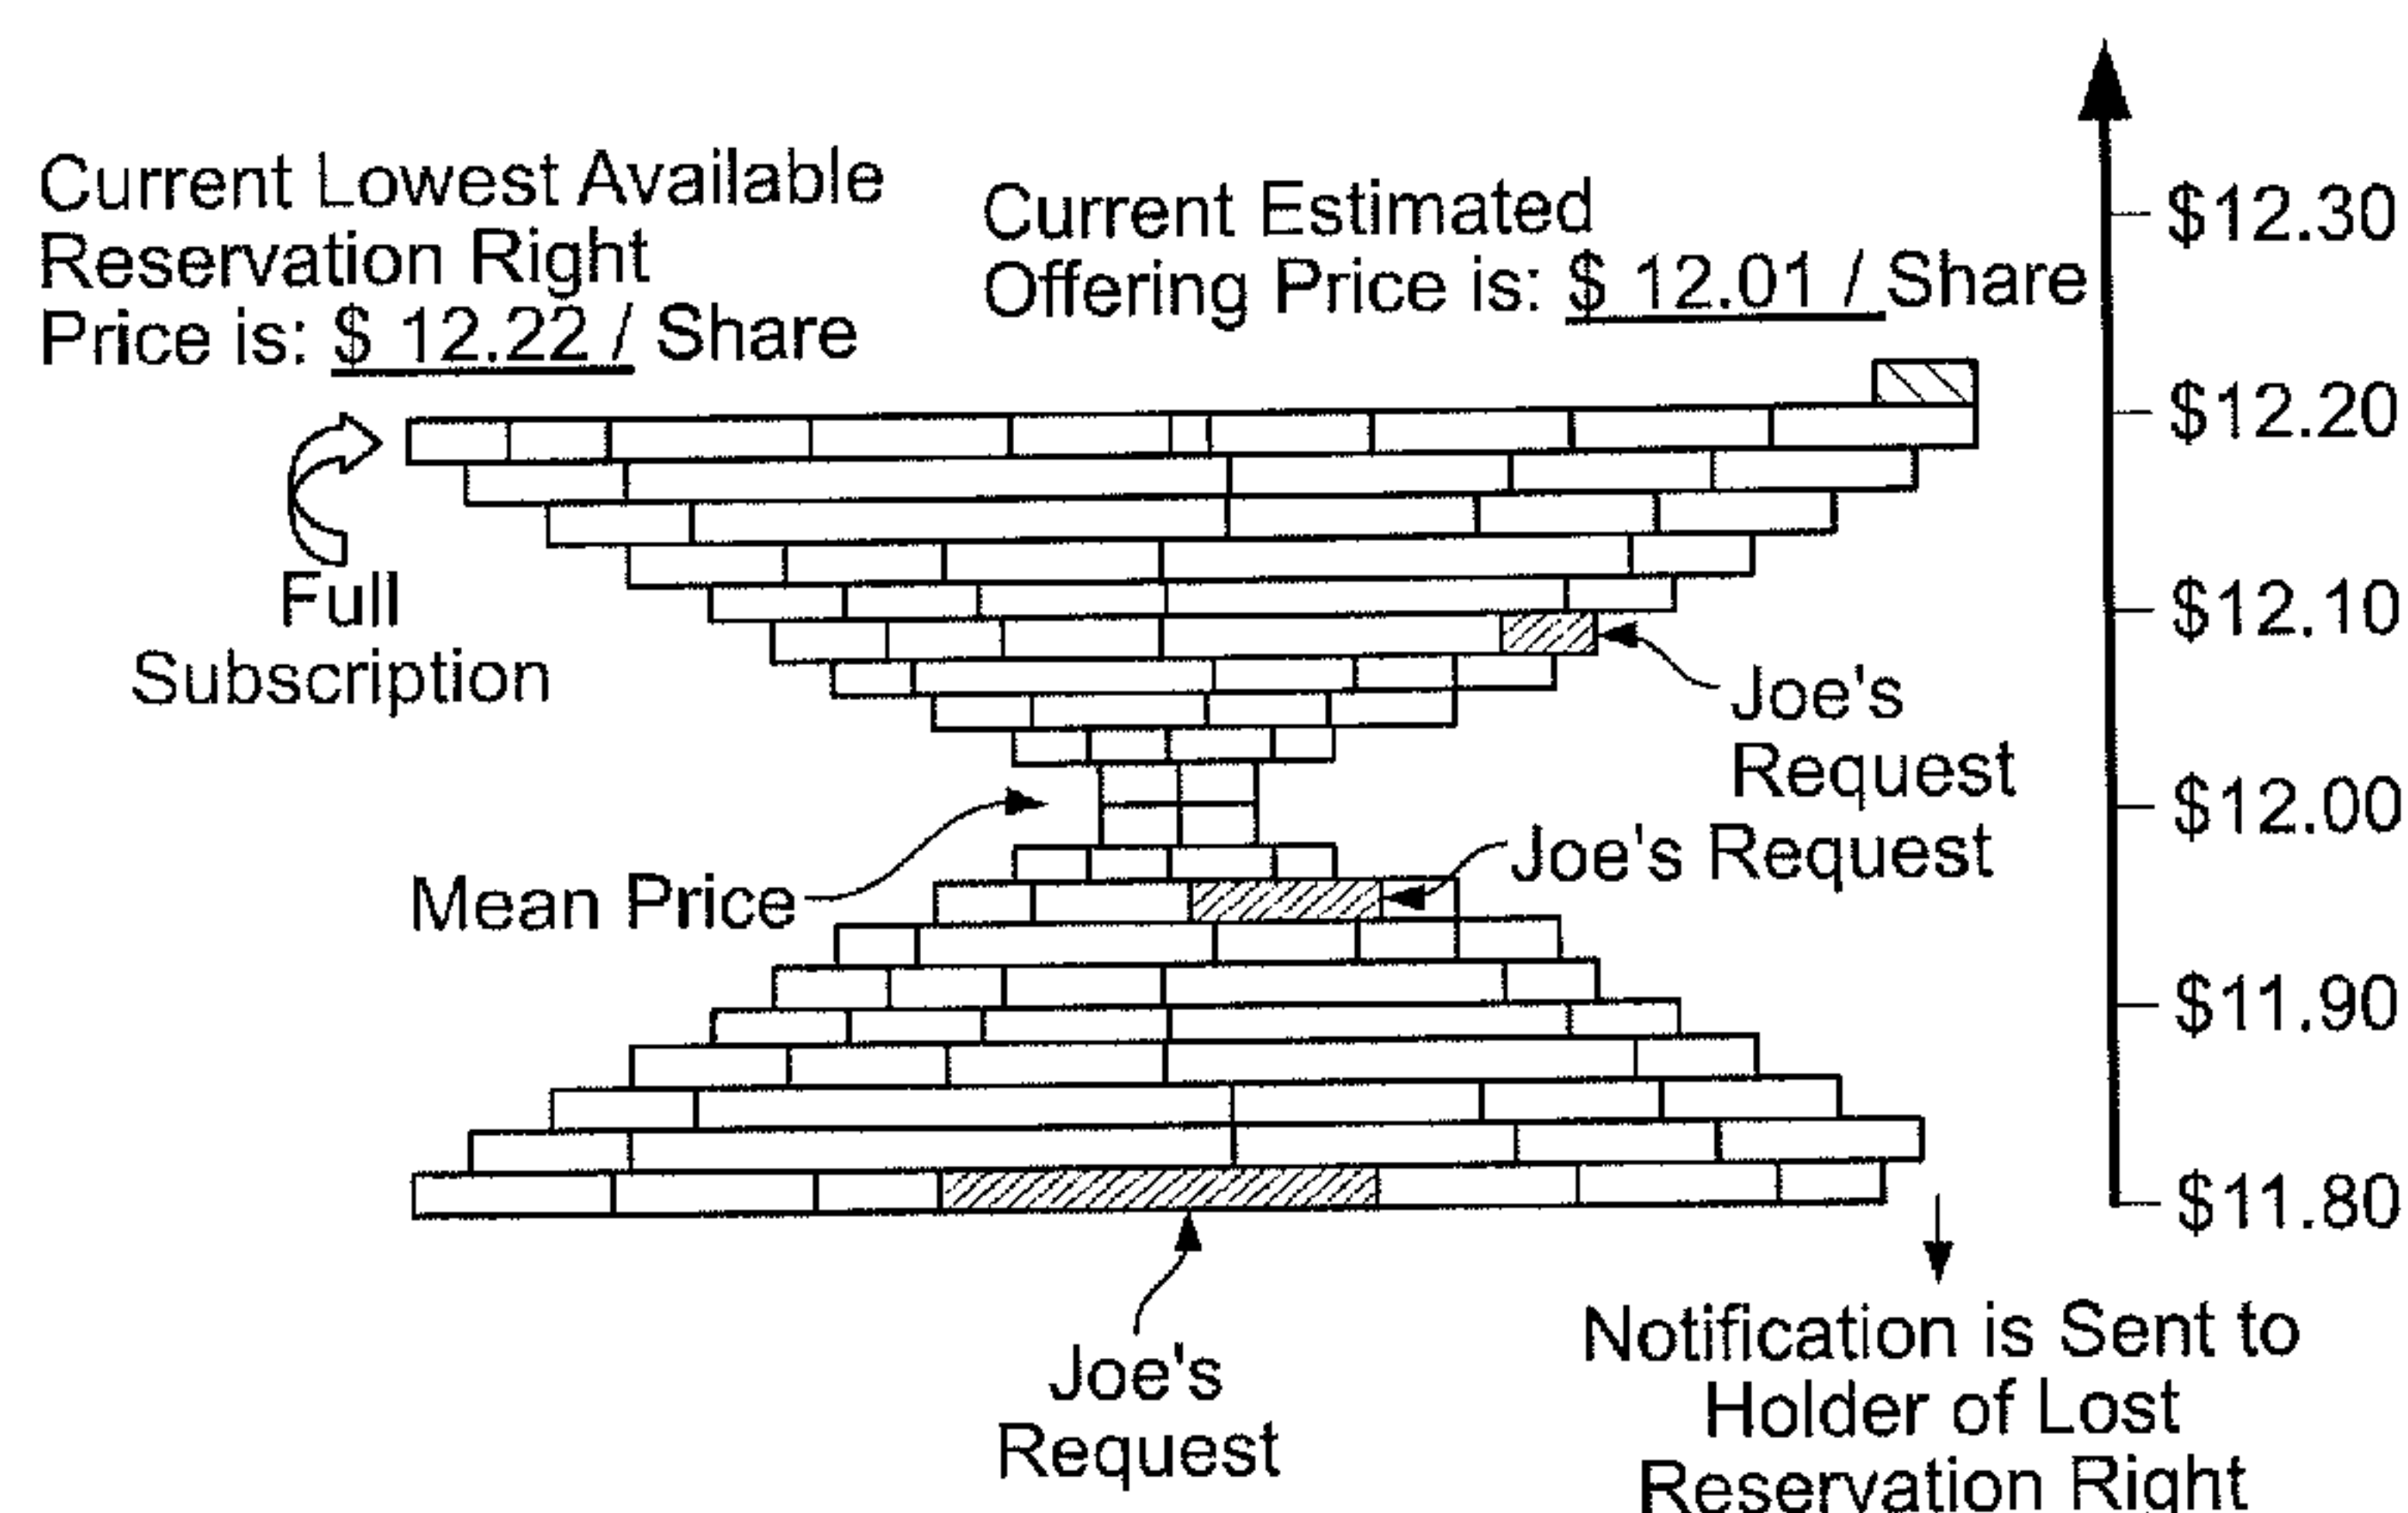 Current Lowest Available
Reservation Right
Price is: $ 12.22 / Share
Current Estimated
Offering Price is: $ 12.01 / Share
$12.30
$12.20
$12.10
$12.00
$11.90
$11.80
Full
Subscription
Joe's
Request
Joe's Request
Mean Price
Joe's
Request
Notification is Sent to
Holder of Lost
Reservation Right